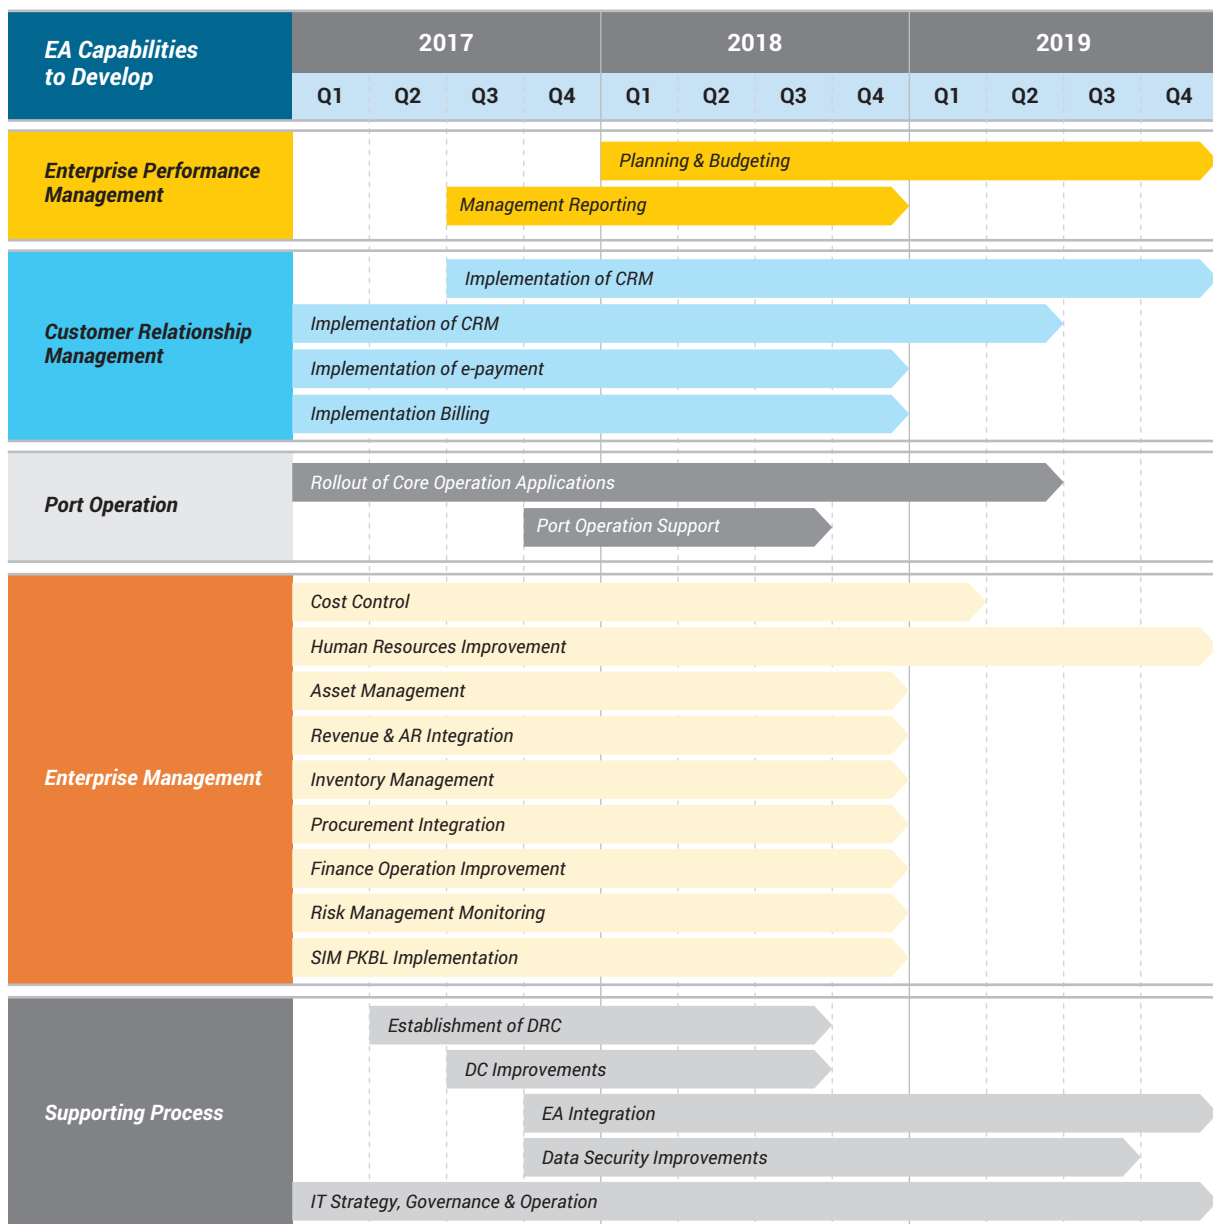 EA Capabilities
to Develop
2017
2018
2019
Q1
Q2
Q3
Q4
Q1
Q2
Q3
Q4
Q1
Q2
Q3
Q4
Enterprise Performance
Management
Planning & Budgeting
Management Reporting
Customer Relationship
Management
Implementation of CRM
Implementation of CRM
Implementation of e-payment
Implementation Billing
Port Operation
Rollout of Core Operation Applications
Port Operation Support
Enterprise Management
Cost Control
Human Resources Improvement
Asset Management
Revenue & AR Integration
Inventory Management
Procurement Integration
Finance Operation Improvement
Risk Management Monitoring
SIM PKBL Implementation
Supporting Process
Establishment of DRC
DC Improvements
EA Integration
Data Security Improvements
IT Strategy, Governance & Operation